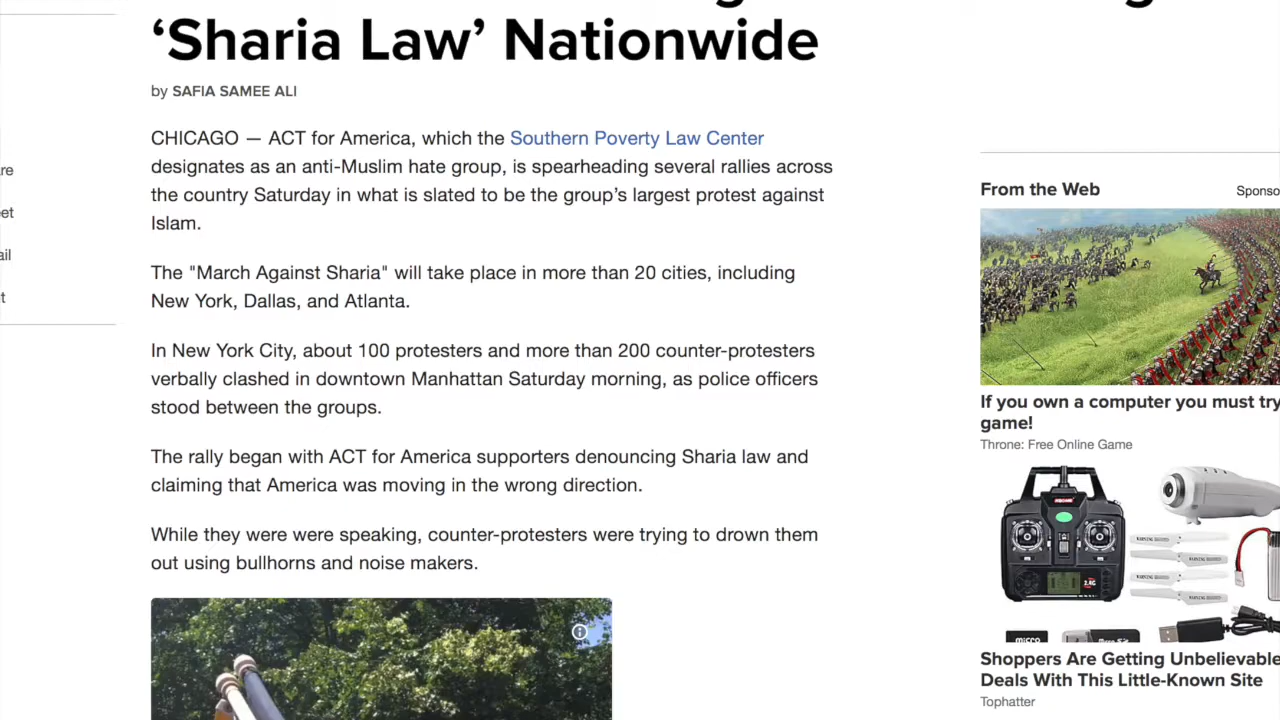 ‘Sharia Law’ Nationwide
by SAFIA SAMEE ALI
CHICAGO — ACT for America, which the Southern Poverty Law Center
designates as an anti-Muslim hate group, is spearheading several rallies across
the country Saturday in what is slated to be the group’s largest protest against
Islam.
The "March Against Sharia" will take place in more than 20 cities, including
New York, Dallas, and Atlanta.
In New York City, about 100 protesters and more than 200 counter-protesters
verbally clashed in downtown Manhattan Saturday morning, as police officers
stood between the groups.
The rally began with ACT for America supporters denouncing Sharia law and
claiming that America was moving in the wrong direction.
While they were were speaking, counter-protesters were trying to drown them
out using bullhorns and noise makers.
re
et
ail
t
From the Web
Sponso
If you own a computer you must try
game!
Throne: Free Online Game
Shoppers Are Getting Unbelievable
Deals With This Little-Known Site
Tophatter